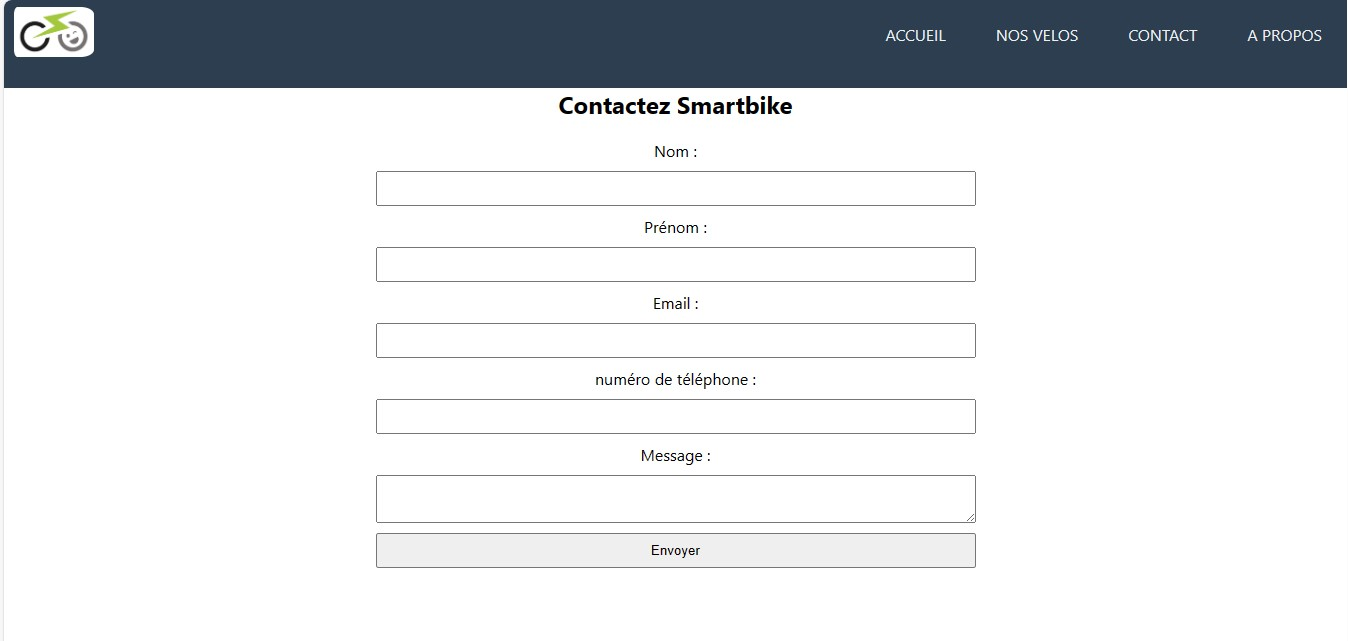 ACCUEIL NOS VELOS CONTACT A PROPOS
Contactez Smartbike
Nom :
Prénom :
Email :
numéro de téléphone :
Message :
Envoyer